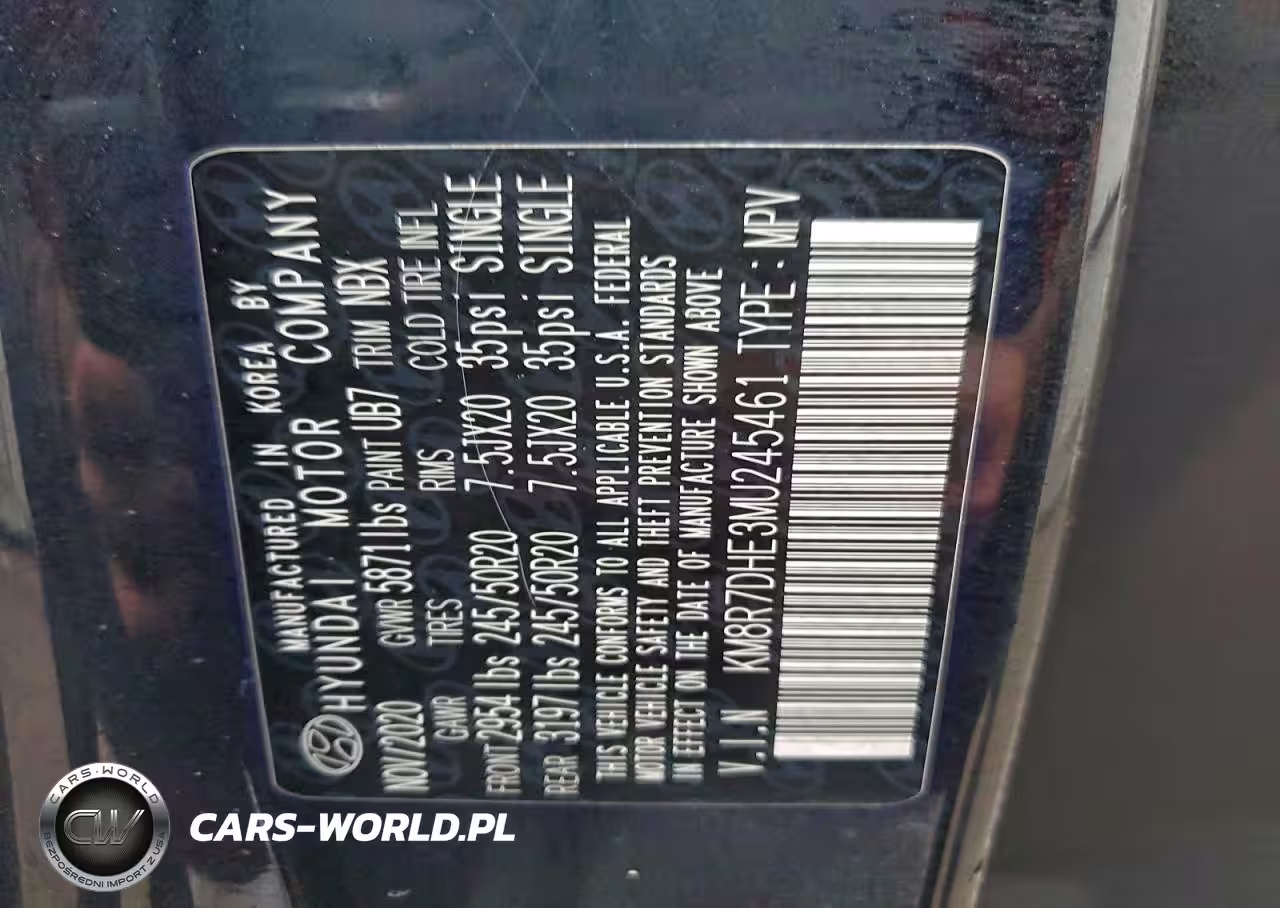 MANUFACTURED IN KOREA BY
HYUNDAI MOTOR COMPANY
NOV/2020 GVWR 5871lbs PANT UB7 TRIM NBX
GAWR TIRES RIMS COLD TIRE INFL
FRONT 2954lbs 245/50R20 7.5JX20 35psi SINGLE
REAR 3197lbs 245/50R20 7.5JX20 35psi SINGLE
THIS VEHICLE CONFORMS TO ALL APPLICABLE U.S.A. FEDERAL
MOTOR VEHICLE SAFETY AND THEFT PREVENTION STANDARDS
IN EFFECT ON THE DATE OF MANUFACTURE SHOWN ABOVE
V.I.N KM8R7DHE3MU245461 TYPE : MPV
CARS-WORLD
CW
BEZPOŚREDNI IMPORT Z USA
CARS-WORLD.PL